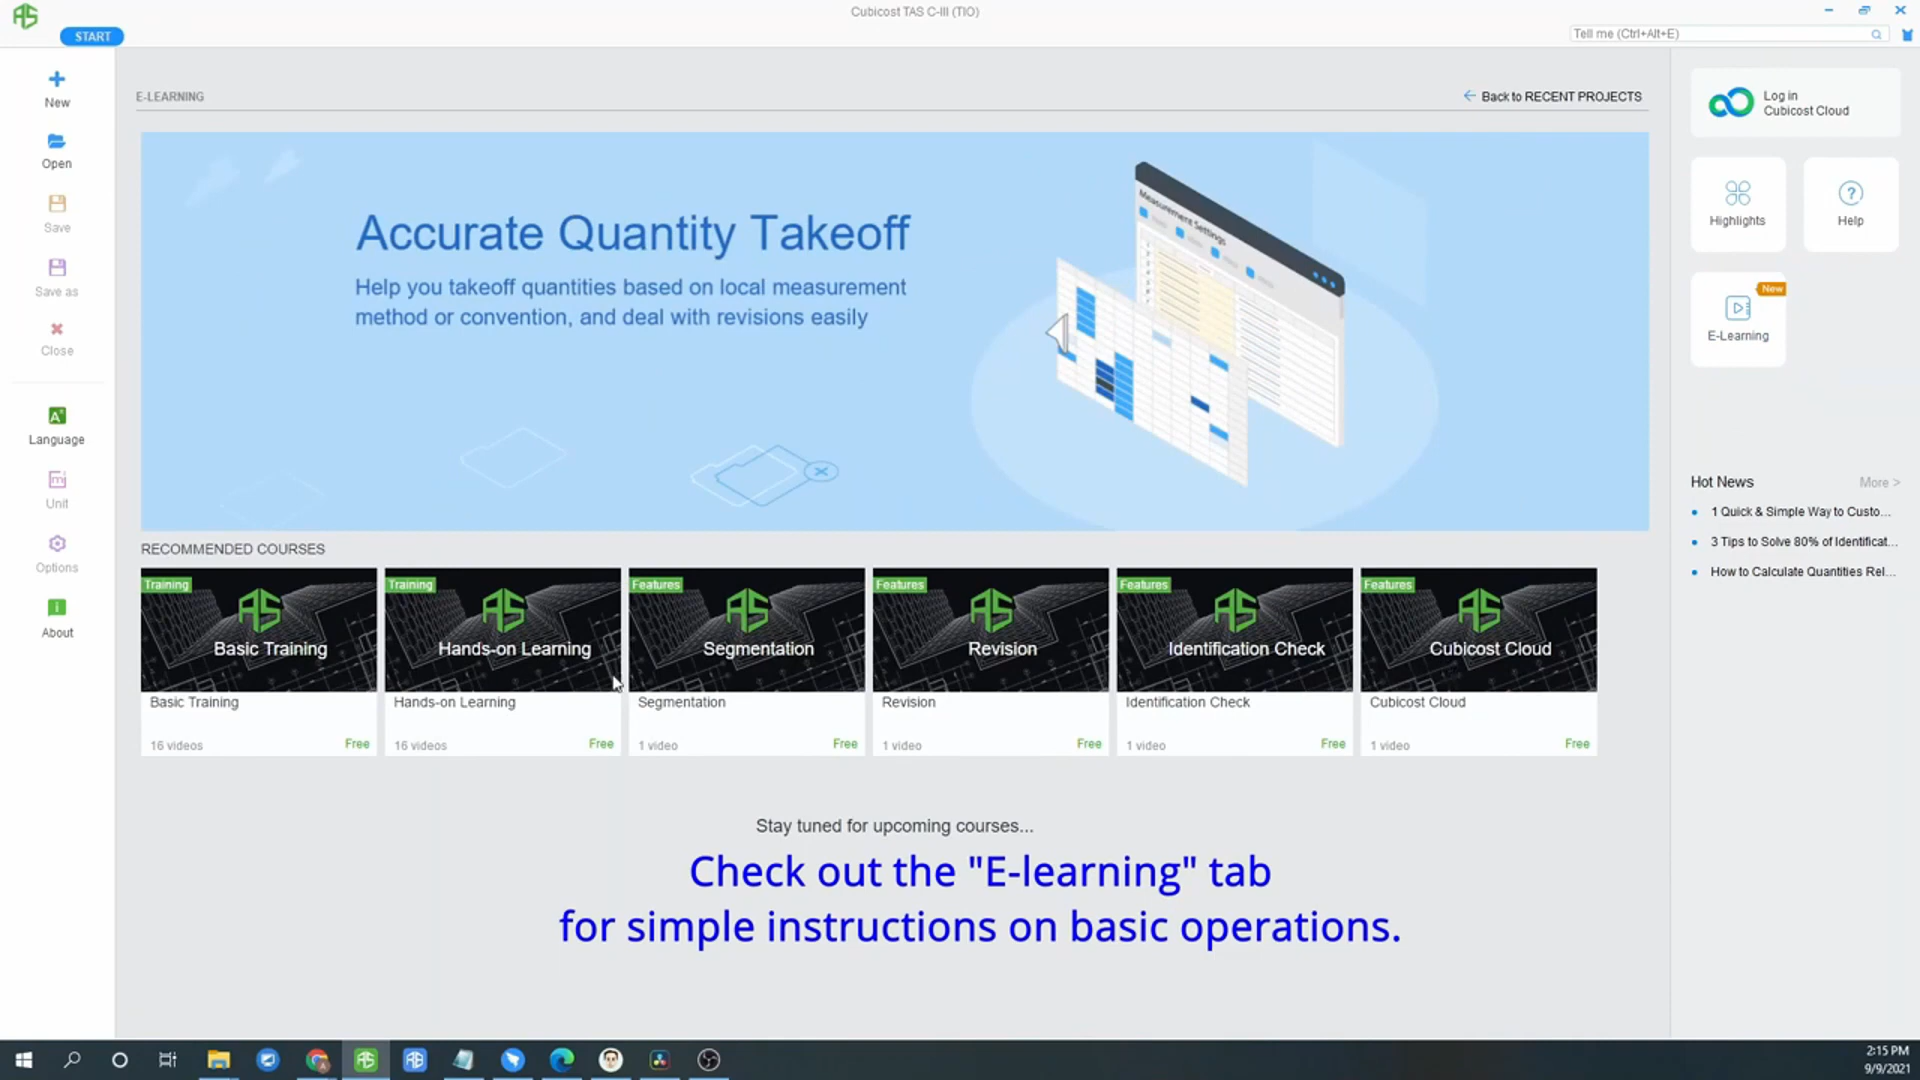 Cubicost TAS C-III (TIO)
START
Tell me (Ctrl+Alt+E)
New
Open
Save
Save as
Close
Language
Unit
Options
About
E-LEARNING
Back to RECENT PROJECTS
Accurate Quantity Takeoff
Help you takeoff quantities based on local measurement
method or convention, and deal with revisions easily
Measurement Settings
RECOMMENDED COURSES
Training
Basic Training
Basic Training
16 videos
Free
Training
Hands-on Learning
Hands-on Learning
16 videos
Free
Features
Segmentation
Segmentation
1 video
Free
Features
Revision
Revision
1 video
Free
Features
Identification Check
Identification Check
1 video
Free
Features
Cubicost Cloud
Cubicost Cloud
1 video
Free
Stay tuned for upcoming courses...
Check out the "E-learning" tab
for simple instructions on basic operations.
Log in
Cubicost Cloud
Highlights
Help
New
E-Learning
Hot News
More >
1 Quick & Simple Way to Custo...
3 Tips to Solve 80% of Identificat...
How to Calculate Quantities Rel...
2:15 PM
9/9/2021